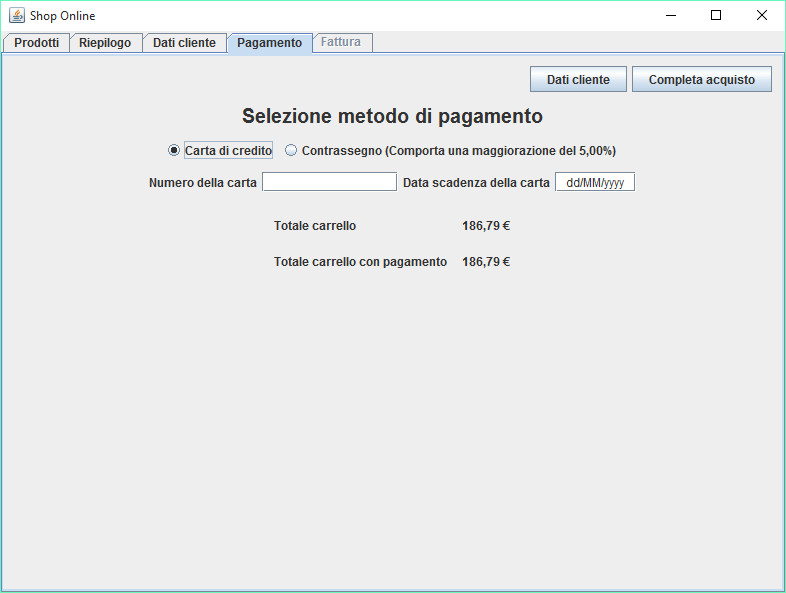 Shop Online
Prodotti Riepilogo Dati cliente Pagamento Fattura
Dati cliente Completa acquisto
Selezione metodo di pagamento
Carta di credito Contrassegno (Comporta una maggiorazione del 5,00%)
Numero della carta Data scadenza della carta dd/MM/yyyy
Totale carrello 186,79 €
Totale carrello con pagamento 186,79 €